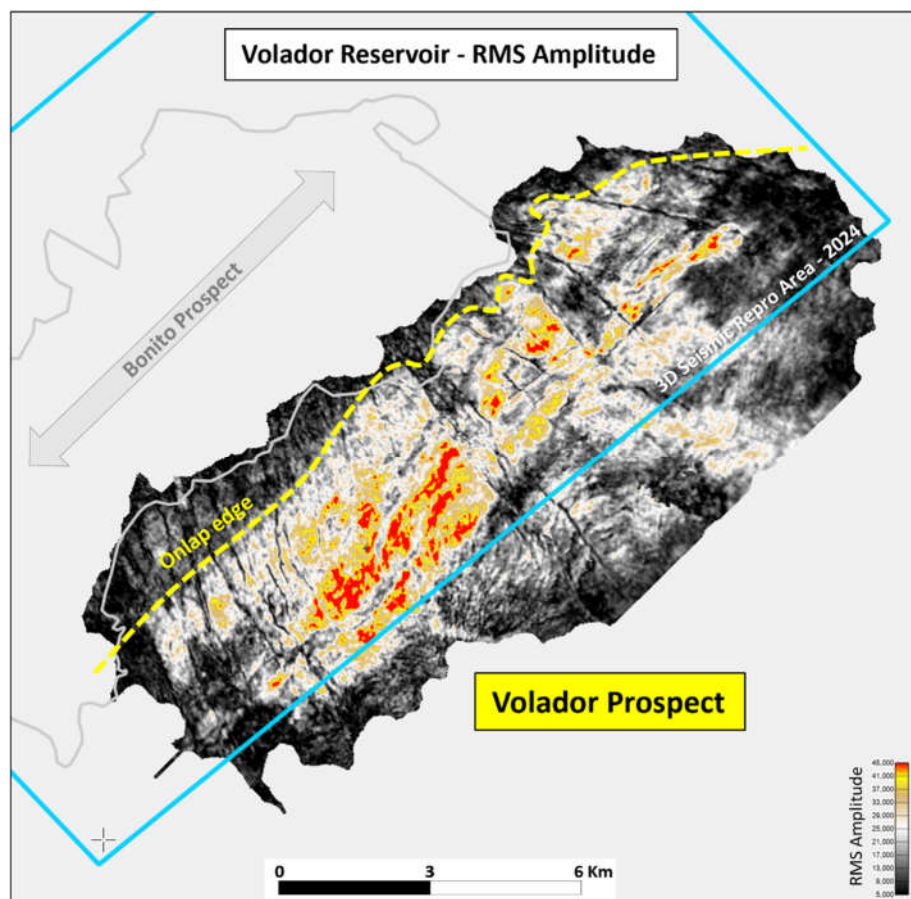 Volador Reservoir - RMS Amplitude
Bonito Prospect
3D Seismic Repro Area - 2024
Onlap edge
Volador Prospect
RMS Amplitude
45,000
41,000
37,000
33,000
29,000
25,000
21,000
17,000
13,000
9,000
5,000
0 3 6 Km